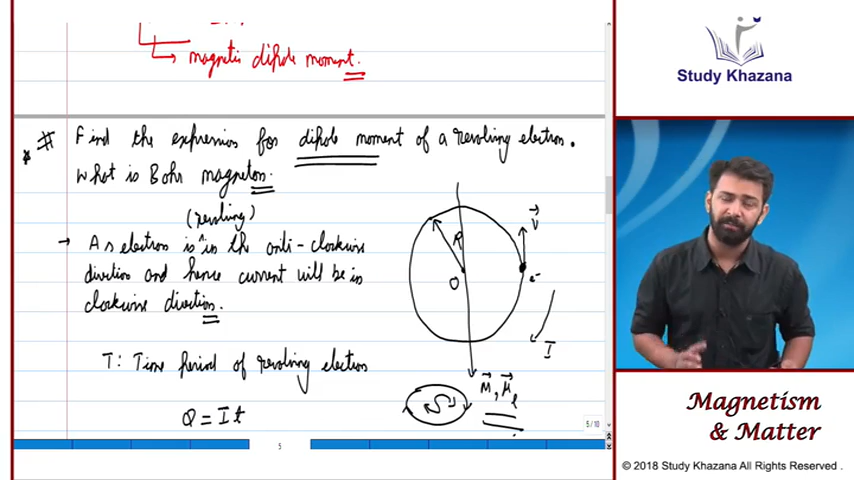 magnetic dipole moment.
Study Khazana
# Find the expression for dipole moment of a revolving electron.
What is Bohr magneton.
(revolving)
→ As electron is in the anti-clockwise
direction and hence current will be in
clockwise direction.
R
V
O
e-
I
T: Time period of revolving electron
M, μl
S
Q = It
5/10
5
Magnetism
& Matter
© 2018 Study Khazana All Rights Reserved .